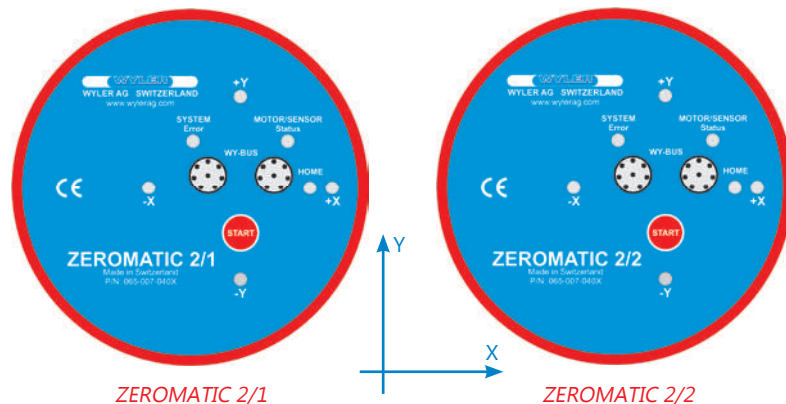 WYLER
WYLER AG SWITZERLAND
www.wylerag.com
+Y
SYSTEM
Error
MOTOR/SENSOR
Status
WY-BUS
HOME
-X
+X
START
ZEROMATIC 2/1
Made in Switzerland
P/N: 065-007-040X
-Y
ZEROMATIC 2/1
Y
X
WYLER
WYLER AG SWITZERLAND
www.wylerag.com
+Y
SYSTEM
Error
MOTOR/SENSOR
Status
WY-BUS
HOME
-X
+X
START
ZEROMATIC 2/2
Made in Switzerland
P/N: 065-007-040X
-Y
ZEROMATIC 2/2